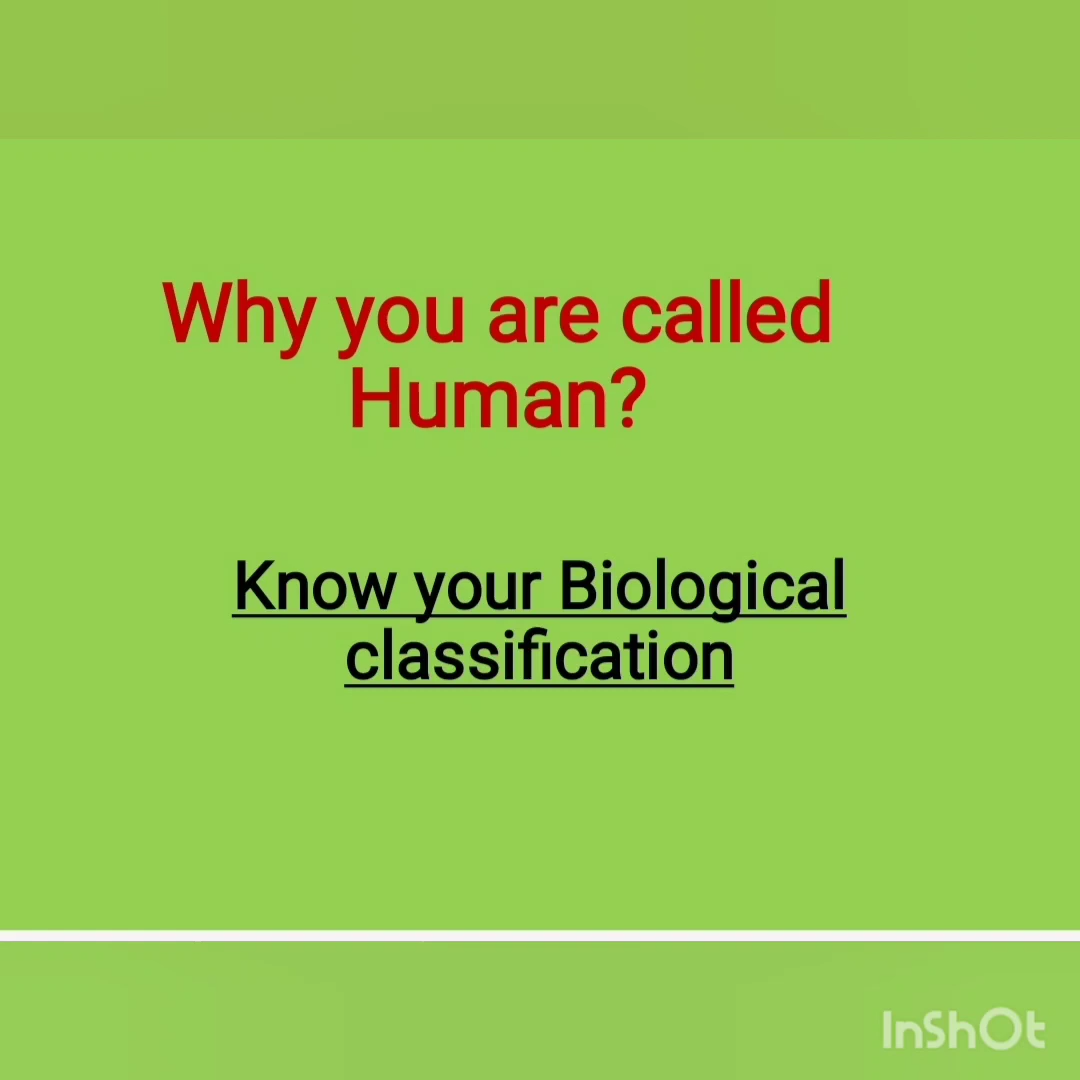 Why you are called
Human?
Know your Biological
classification
InShOt